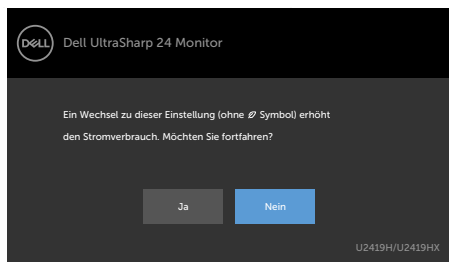 DELL
Dell UltraSharp 24 Monitor
Ein Wechsel zu dieser Einstellung (ohne Symbol) erhöht
den Stromverbrauch. Möchten Sie fortfahren?
Ja
Nein
U2419H/U2419HX